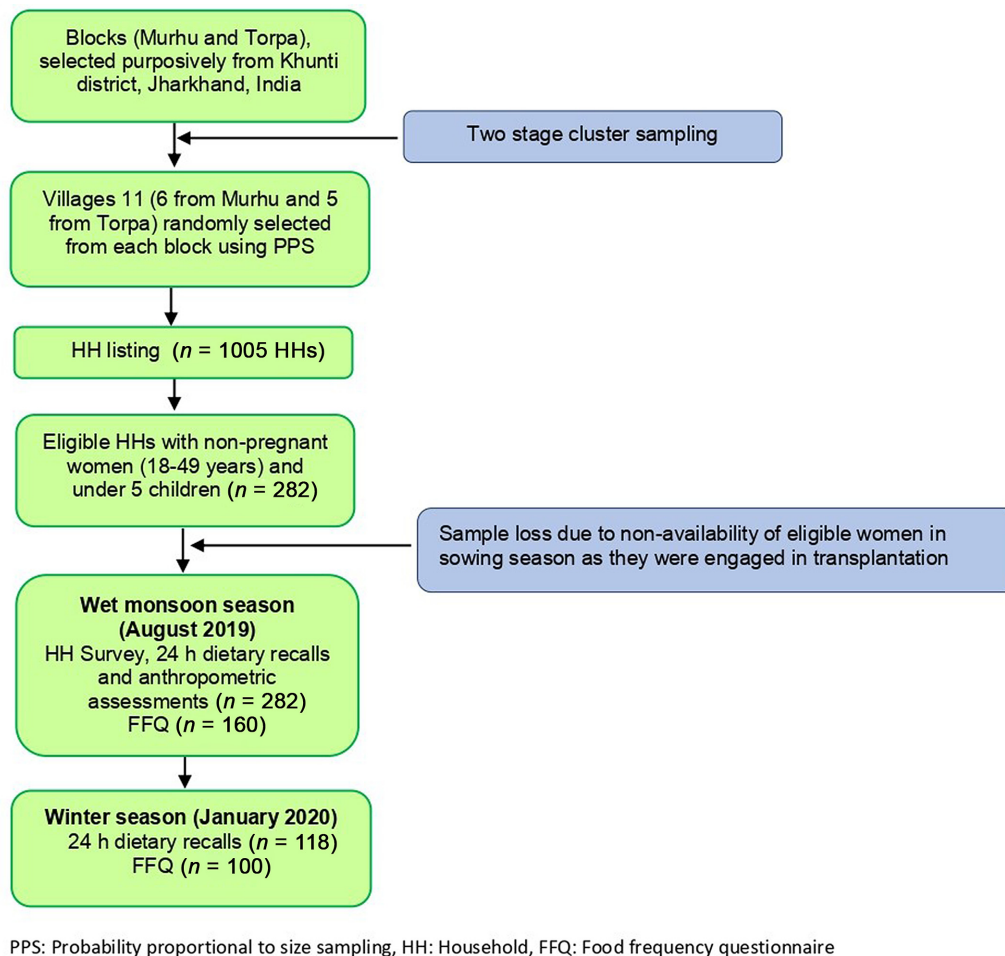 Blocks (Murhu and Torpa),
selected purposively from Khunti
district, Jharkhand, India
Two stage cluster sampling
Villages 11 (6 from Murhu and 5
from Torpa) randomly selected
from each block using PPS
HH listing (n = 1005 HHs)
Eligible HHs with non-pregnant
women (18-49 years) and
under 5 children (n = 282)
Sample loss due to non-availability of eligible women in
sowing season as they were engaged in transplantation
Wet monsoon season
(August 2019)
HH Survey, 24 h dietary recalls
and anthropometric
assessments (n = 282)
FFQ (n = 160)
Winter season (January 2020)
24 h dietary recalls (n = 118)
FFQ (n = 100)
PPS: Probability proportional to size sampling, HH: Household, FFQ: Food frequency questionnaire